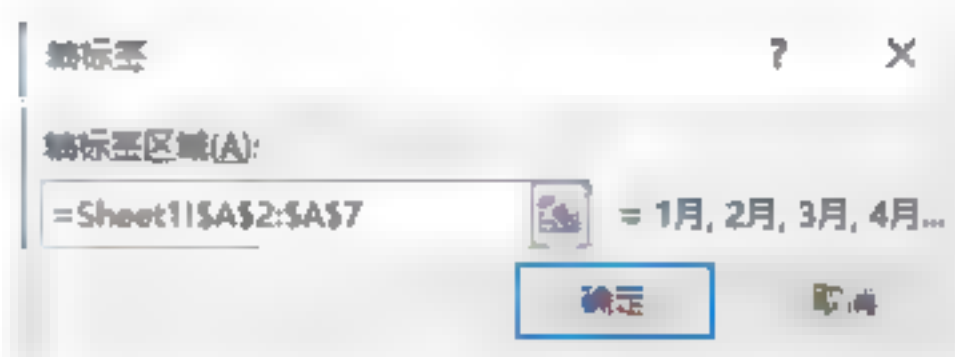 轴标签 ? ×
轴标签区域(A):
=Sheet1!$A$2:$A$7 = 1月, 2月, 3月, 4月...
确定 取消